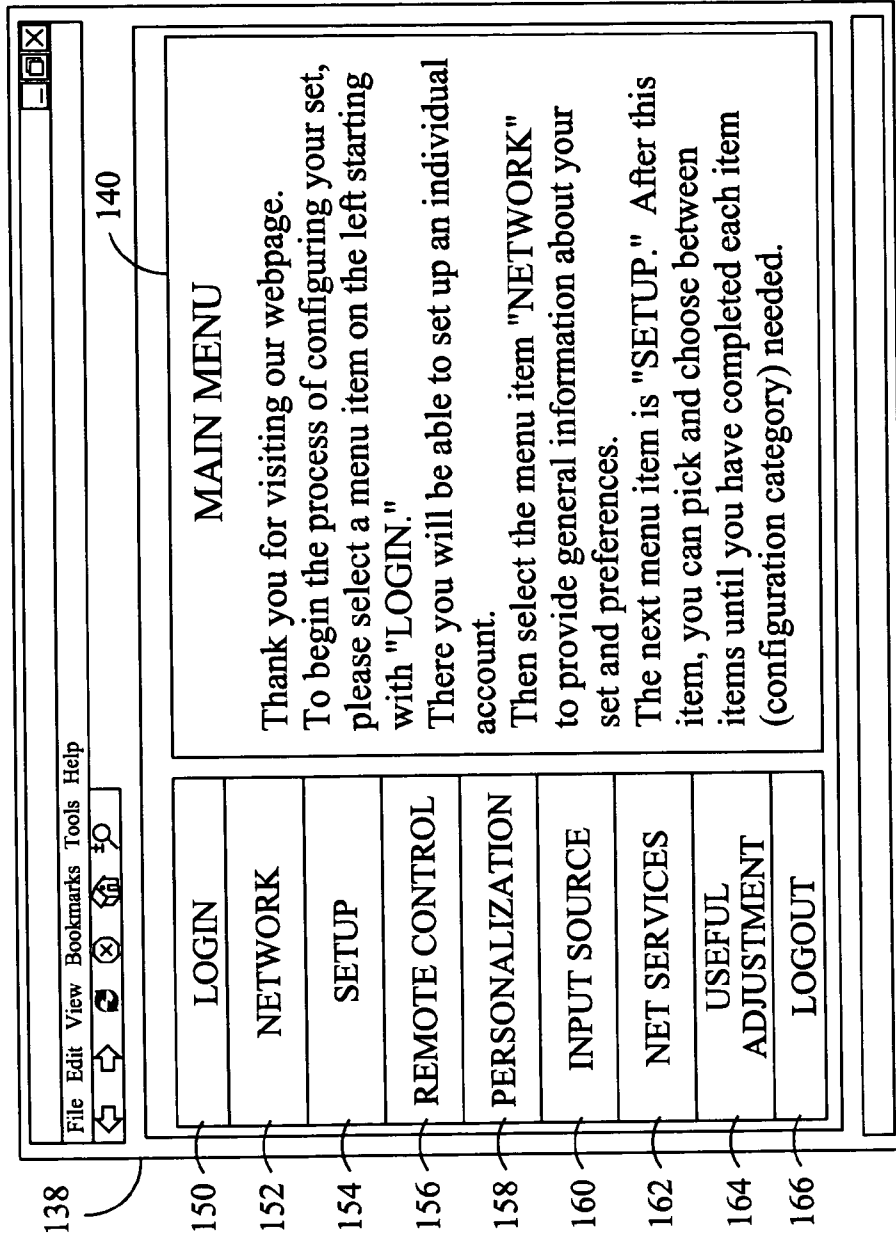 File Edit View Bookmarks Tools Help
138
140
150
LOGIN
152
NETWORK
154
SETUP
156
REMOTE CONTROL
158
PERSONALIZATION
160
INPUT SOURCE
162
NET SERVICES
164
USEFUL
ADJUSTMENT
166
LOGOUT
MAIN MENU
Thank you for visiting our webpage.
To begin the process of configuring your set,
please select a menu item on the left starting
with "LOGIN."
There you will be able to set up an individual
account.
Then select the menu item "NETWORK"
to provide general information about your
set and preferences.
The next menu item is "SETUP." After this
item, you can pick and choose between
items until you have completed each item
(configuration category) needed.